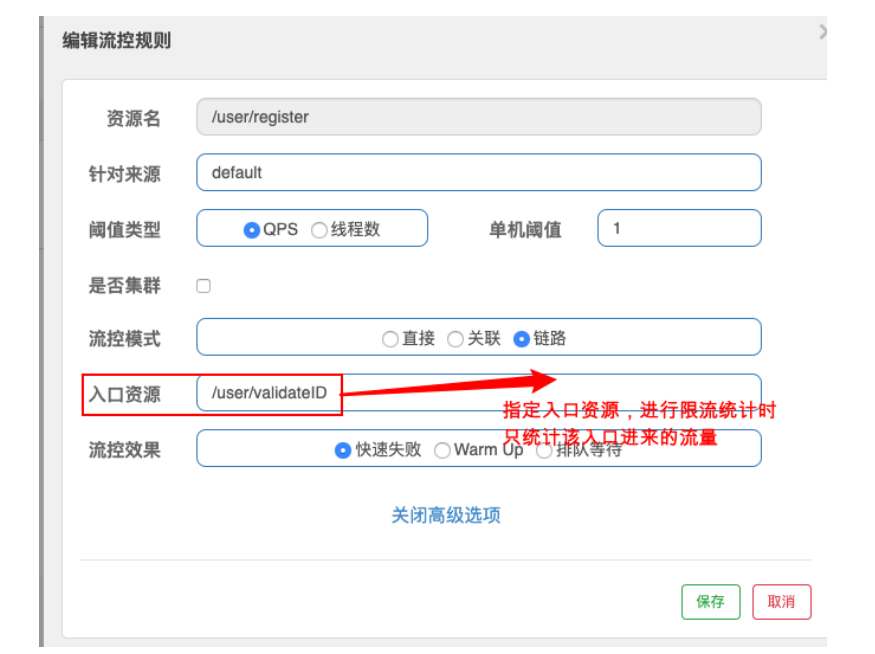 编辑流控规则
资源名 /user/register
针对来源 default
阈值类型 QPS 线程数 单机阈值 1
是否集群
流控模式 直接 关联 链路
入口资源 /user/validateID
指定入口资源，进行限流统计时
只统计该入口进来的流量
流控效果 快速失败 Warm Up 排队等待
关闭高级选项
保存 取消